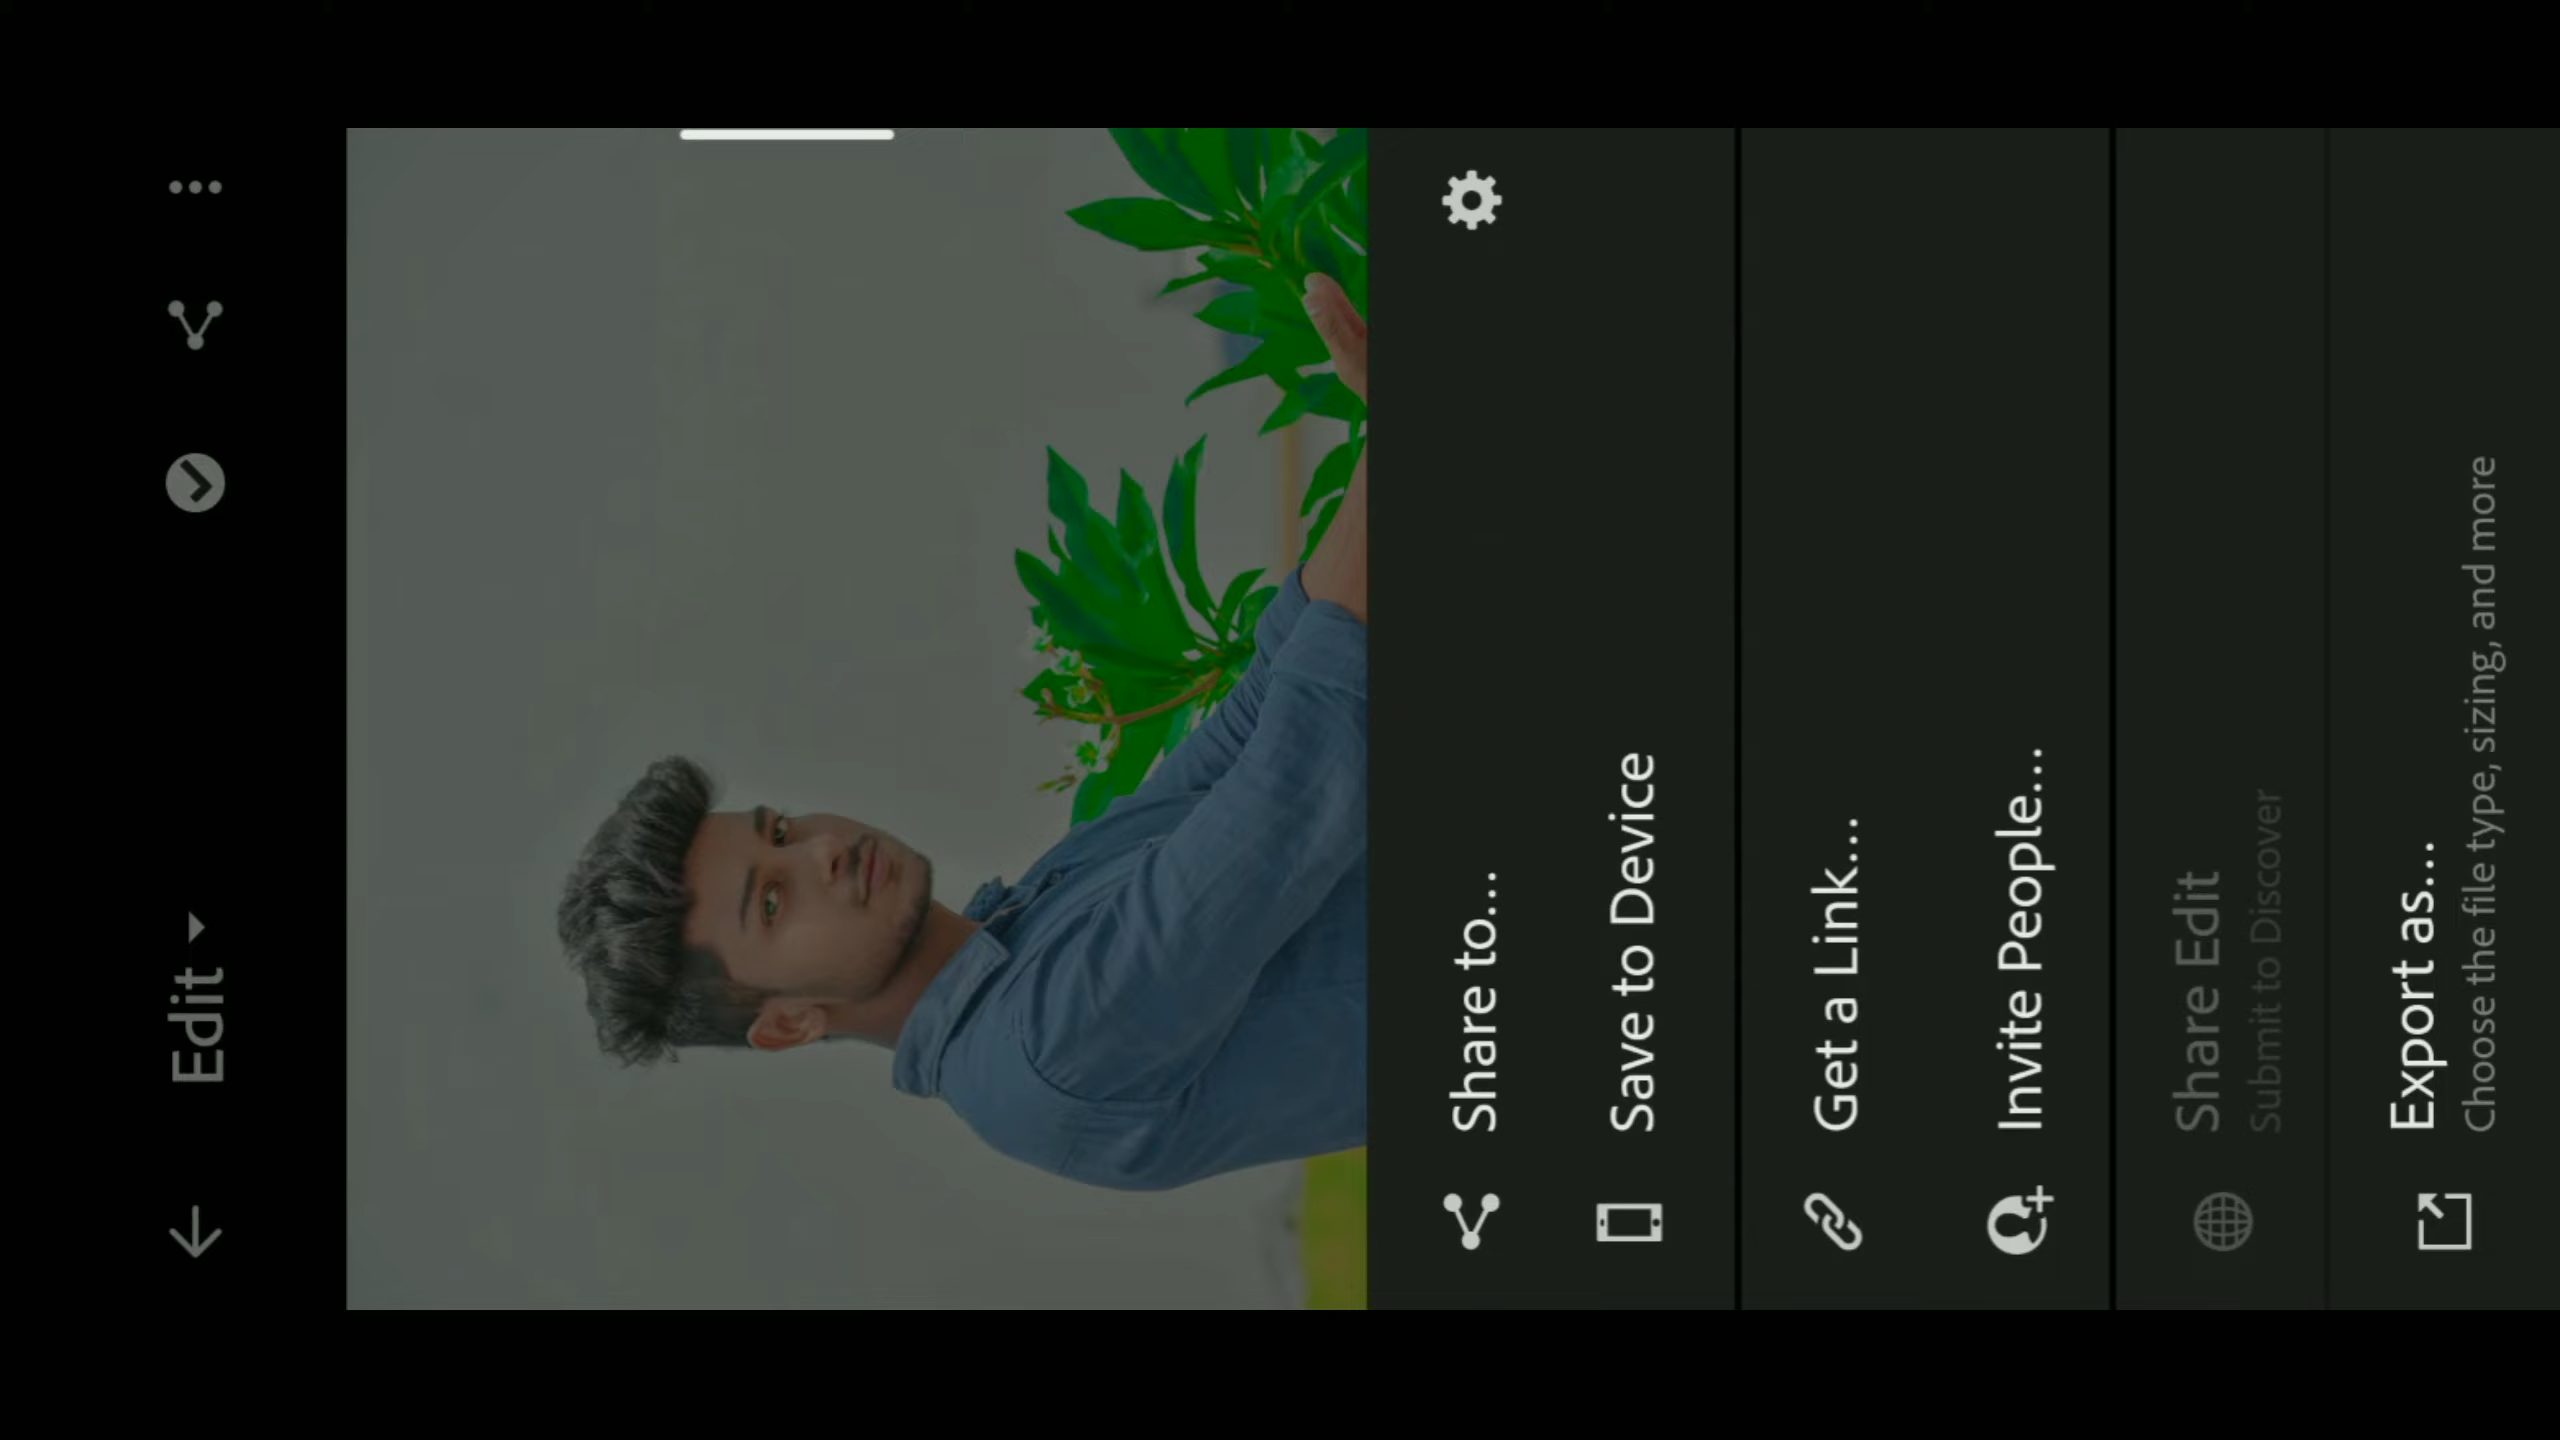 Edit
Share to...
Save to Device
Get a Link...
Invite People...
Share Edit
Submit to Discover
Export as...
Choose the file type, sizing, and more